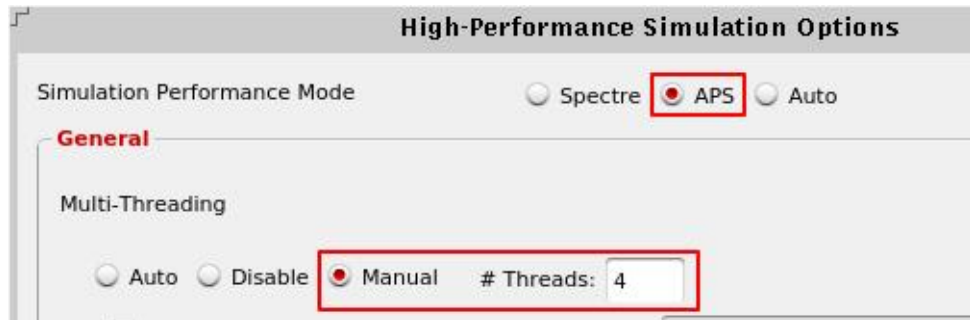 High-Performance Simulation Options
Simulation Performance Mode Spectre APS Auto
General
Multi-Threading
Auto Disable Manual # Threads: 4